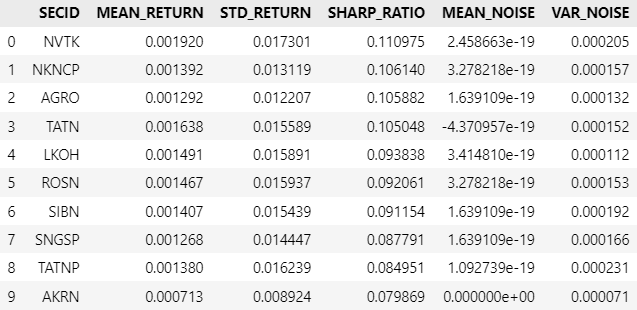 SECID MEAN_RETURN STD_RETURN SHARP_RATIO MEAN_NOISE VAR_NOISE
0 NVTK 0.001920 0.017301 0.110975 2.458663e-19 0.000205
1 NKNCP 0.001392 0.013119 0.106140 3.278218e-19 0.000157
2 AGRO 0.001292 0.012207 0.105882 1.639109e-19 0.000132
3 TATN 0.001638 0.015589 0.105048 -4.370957e-19 0.000152
4 LKOH 0.001491 0.015891 0.093838 3.414810e-19 0.000112
5 ROSN 0.001467 0.015937 0.092061 3.278218e-19 0.000153
6 SIBN 0.001407 0.015439 0.091154 1.639109e-19 0.000192
7 SNGSP 0.001268 0.014447 0.087791 1.639109e-19 0.000166
8 TATNP 0.001380 0.016239 0.084951 1.092739e-19 0.000231
9 AKRN 0.000713 0.008924 0.079869 0.000000e+00 0.000071